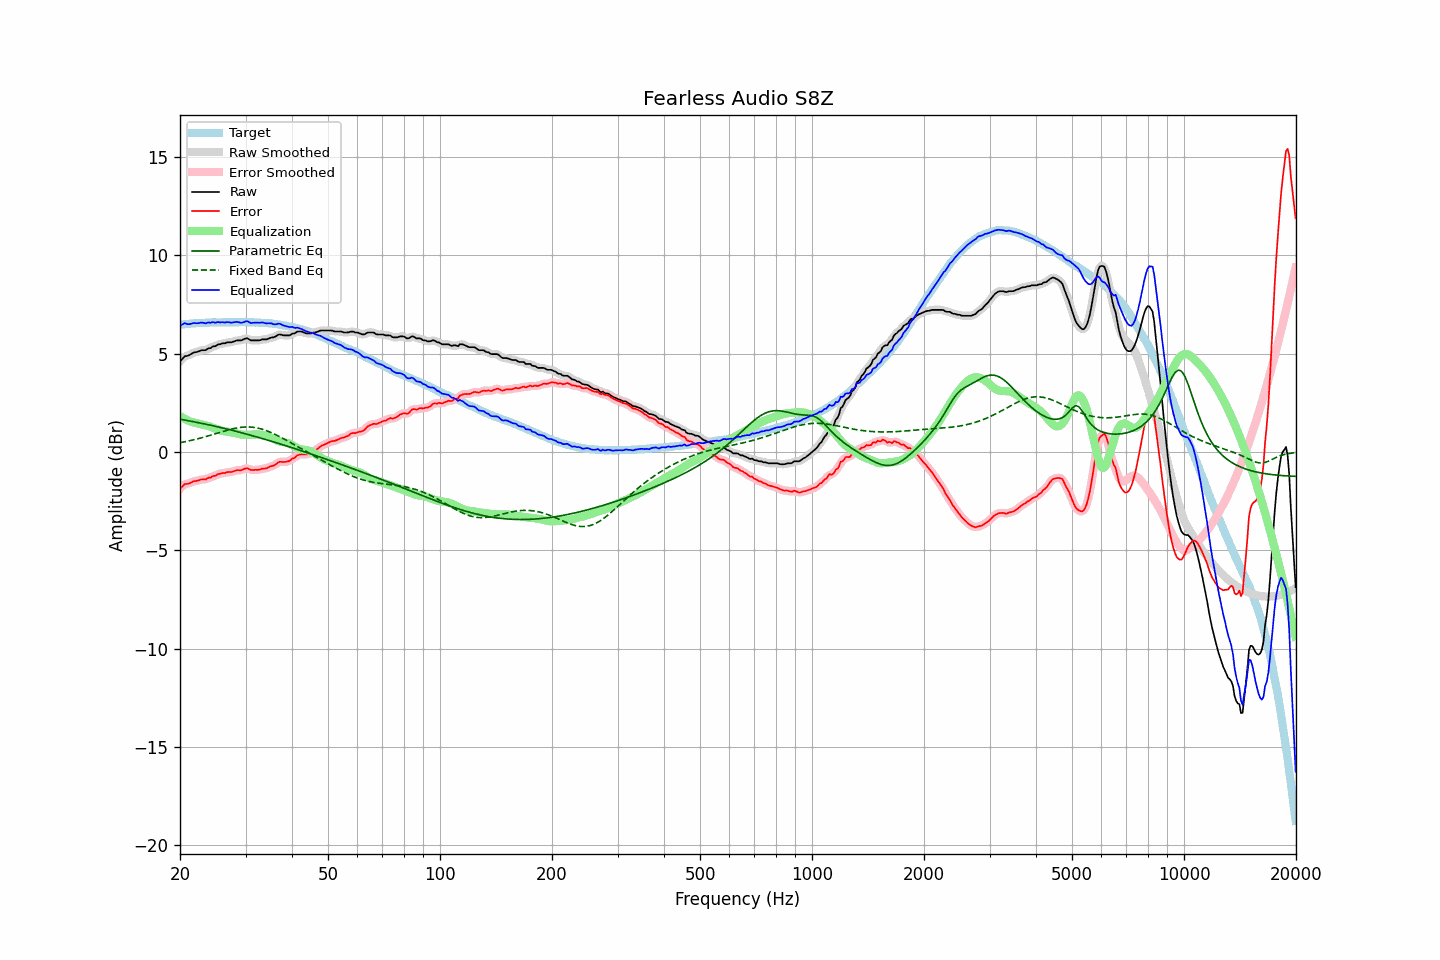 Fearless Audio S8Z
Target
Raw Smoothed
Error Smoothed
Raw
Error
Equalization
Parametric Eq
Fixed Band Eq
Equalized
Amplitude (dBr)
15
10
5
0
−5
−10
−15
−20
20 50 100 200 500 1000 2000 5000 10000 20000
Frequency (Hz)